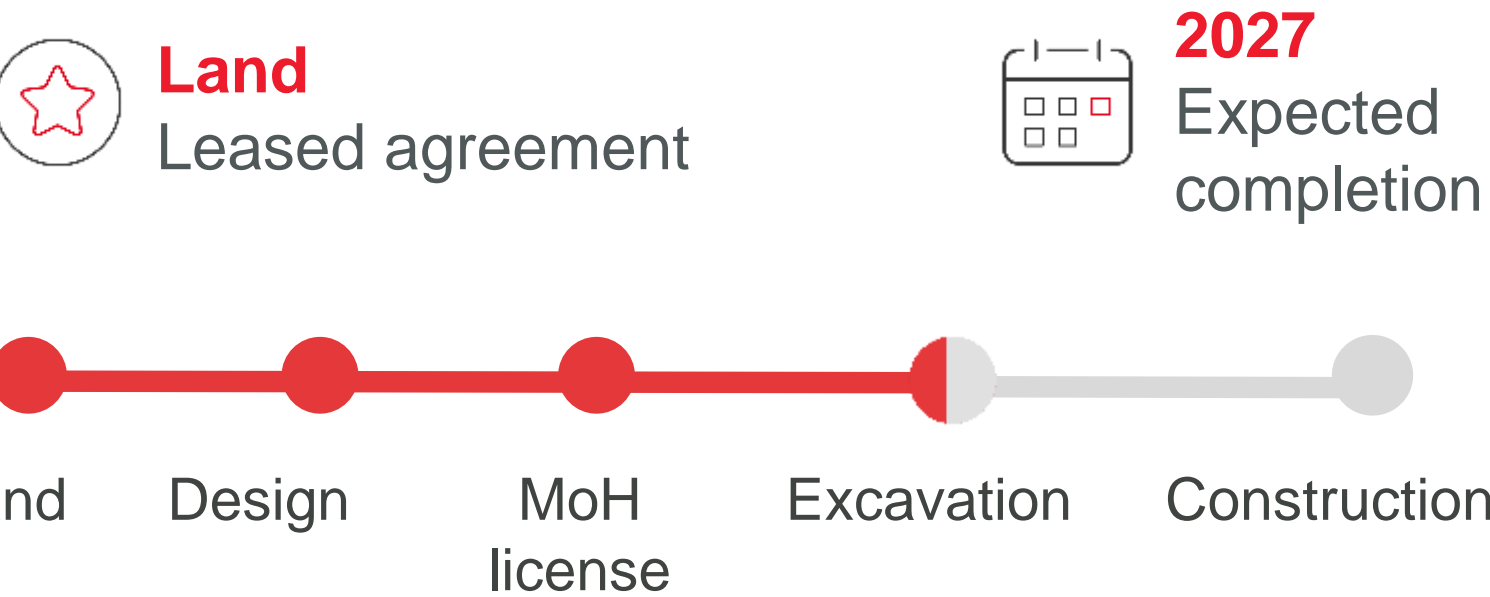 Land
Leased agreement
2027
Expected
completion
nd
Design
MoH
license
Excavation
Construction